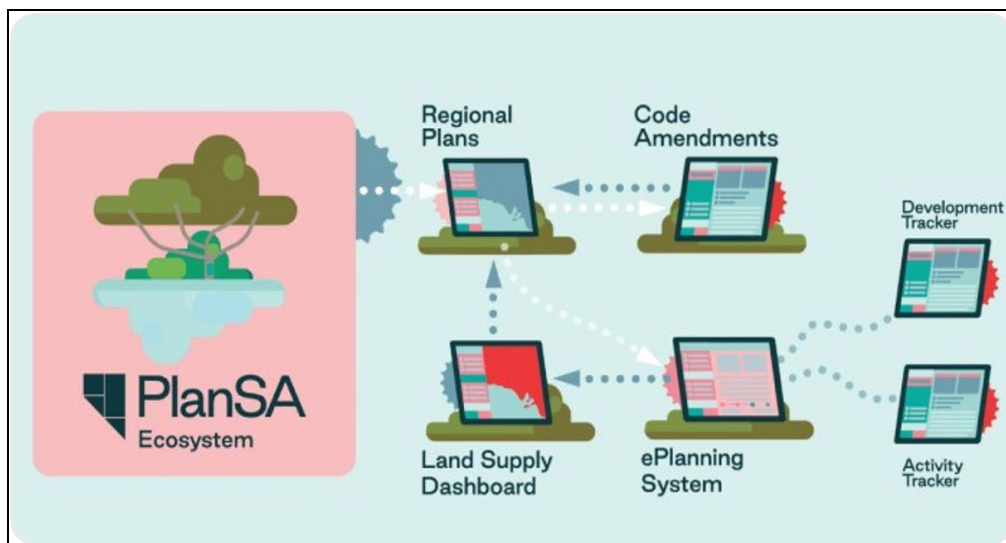 Regional
Plans
Code
Amendments
Development
Tracker
PlanSA
Ecosystem
Land Supply
Dashboard
ePlanning
System
Activity
Tracker